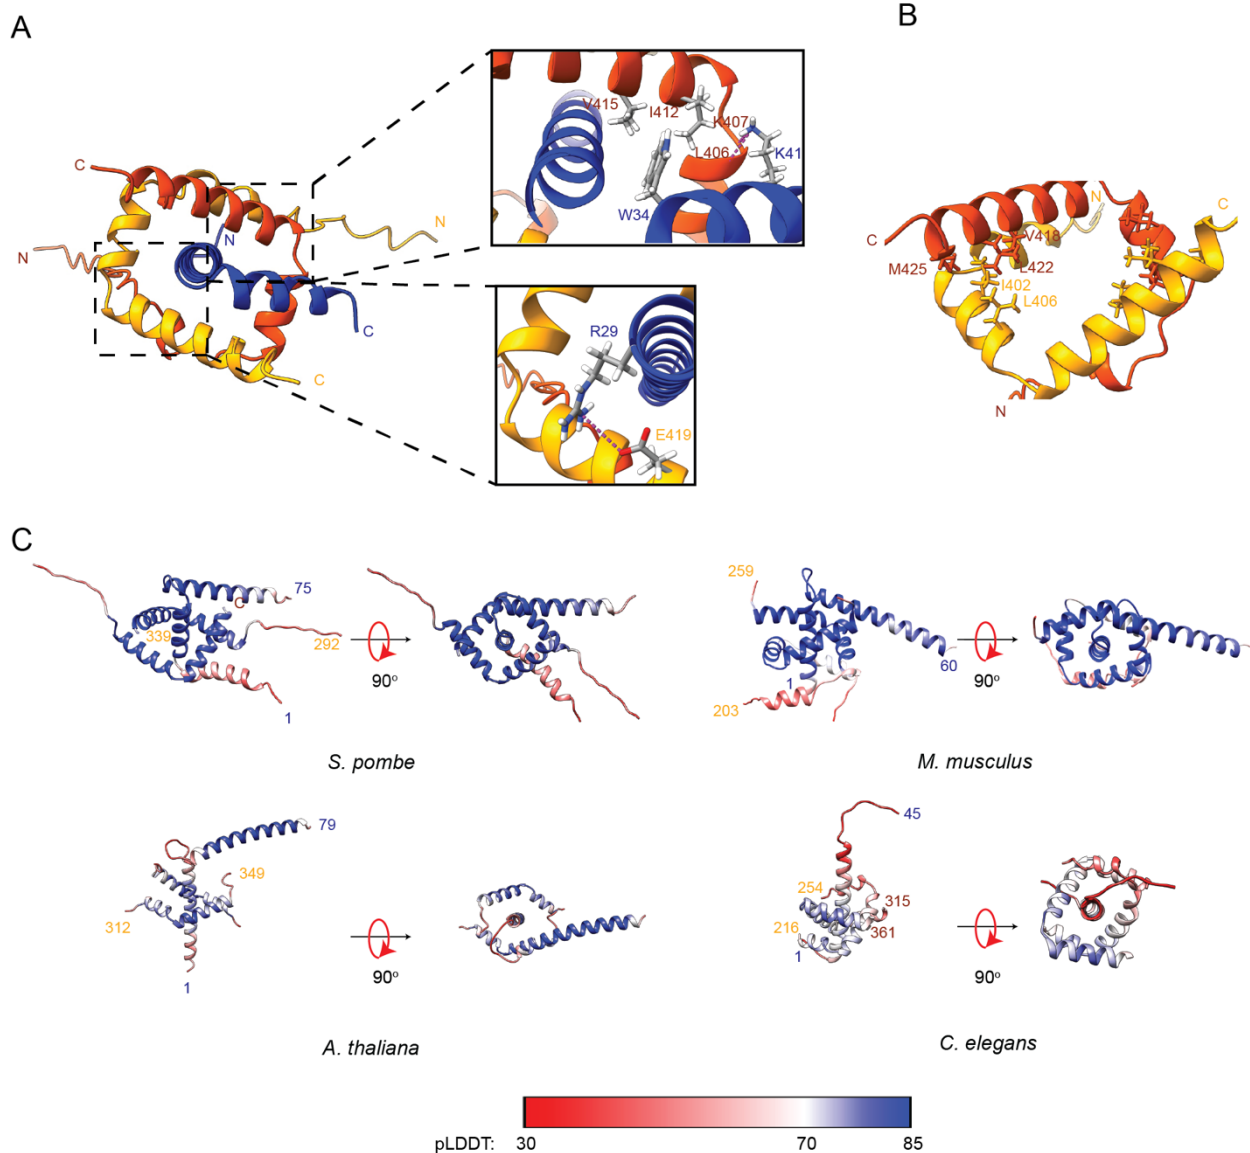 A
B
V415
I412
K407
L406
K41
W34
C
N
N
N
C
C
R29
E419
N
C
C
V418
M425
L422
I402
L406
N
C
75
C
339
292
1
90°
S. pombe
259
1
60
203
90°
M. musculus
79
349
312
1
90°
A. thaliana
45
254
315
216
361
1
90°
C. elegans
pLDDT: 30 70 85